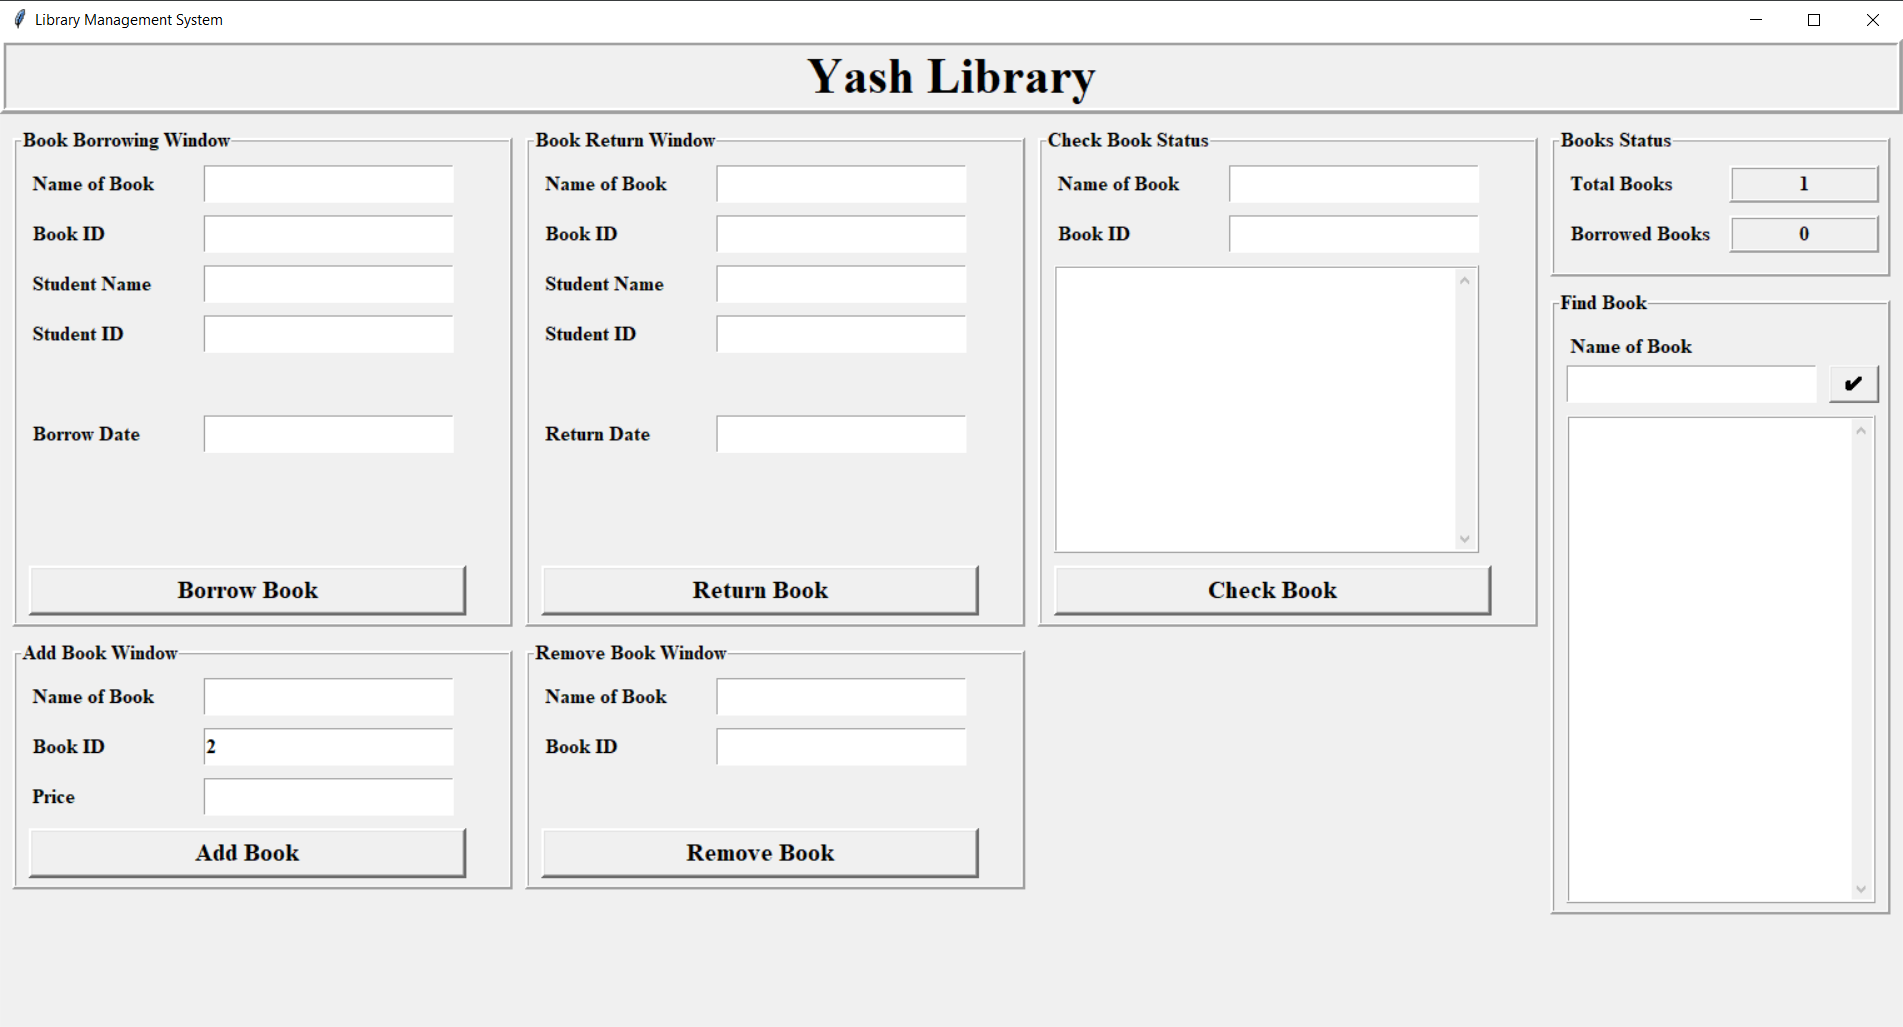 Library Management System
Yash Library
Book Borrowing Window
Name of Book
Book ID
Student Name
Student ID
Borrow Date
Borrow Book
Book Return Window
Name of Book
Book ID
Student Name
Student ID
Return Date
Return Book
Check Book Status
Name of Book
Book ID
Check Book
Books Status
Total Books 1
Borrowed Books 0
Find Book
Name of Book
✔
Add Book Window
Name of Book
Book ID 2
Price
Add Book
Remove Book Window
Name of Book
Book ID
Remove Book